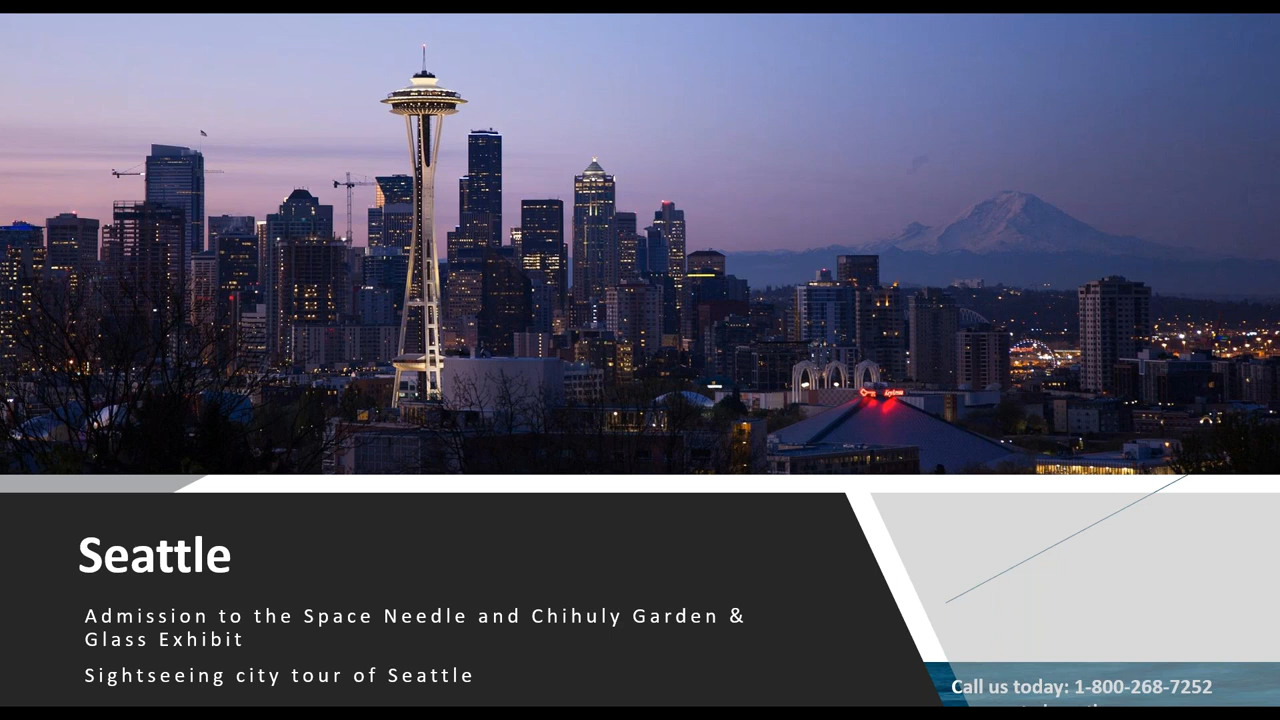 Seattle
Admission to the Space Needle and Chihuly Garden &
Glass Exhibit
Sightseeing city tour of Seattle
Call us today: 1-800-268-7252